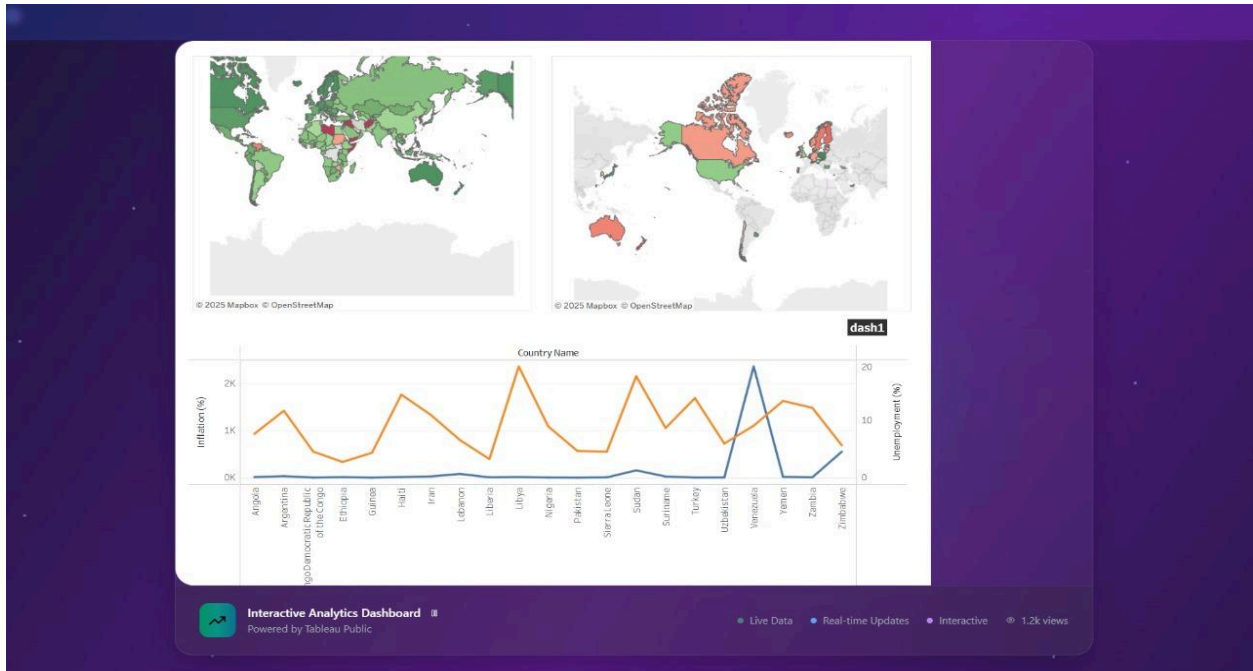 © 2025 Mapbox © OpenStreetMap
© 2025 Mapbox © OpenStreetMap
dash1
Country Name
Inflation (%)
2K
1K
0K
20
10
0
Unemployment (%)
Angola
Argentina
ngo Democratic Republic
of the Congo
Ethiopia
Guinea
Haiti
Iran
Lebanon
Liberia
Libya
Nigeria
Pakistan
Sierra Leone
Sudan
Suriname
Turkey
Uzbekistan
Venezuela
Yemen
Zambia
Zimbabwe
Interactive Analytics Dashboard
Powered by Tableau Public
Live Data
Real-time Updates
Interactive
1.2k views